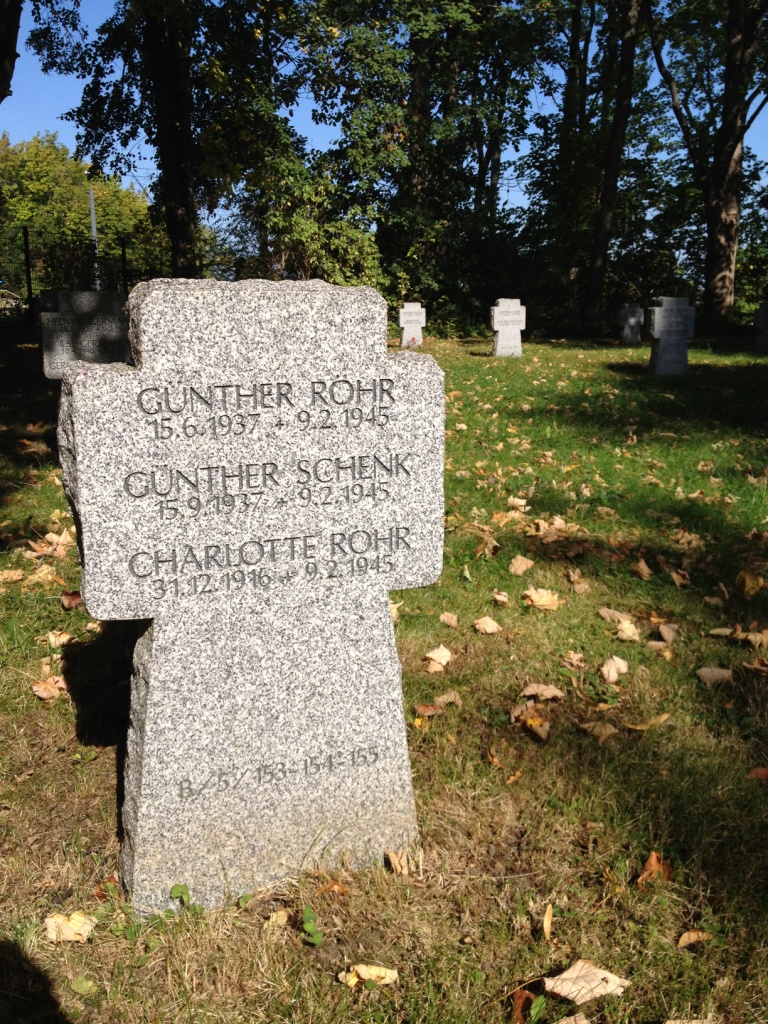 GÜNTHER RÖHR
15.6.1937 + 9.2.1945
GÜNTHER SCHENK
15.9.1937 + 9.2.1945
CHARLOTTE RÖHR
31.12.1916 + 9.2.1945
B/5/153-154-155